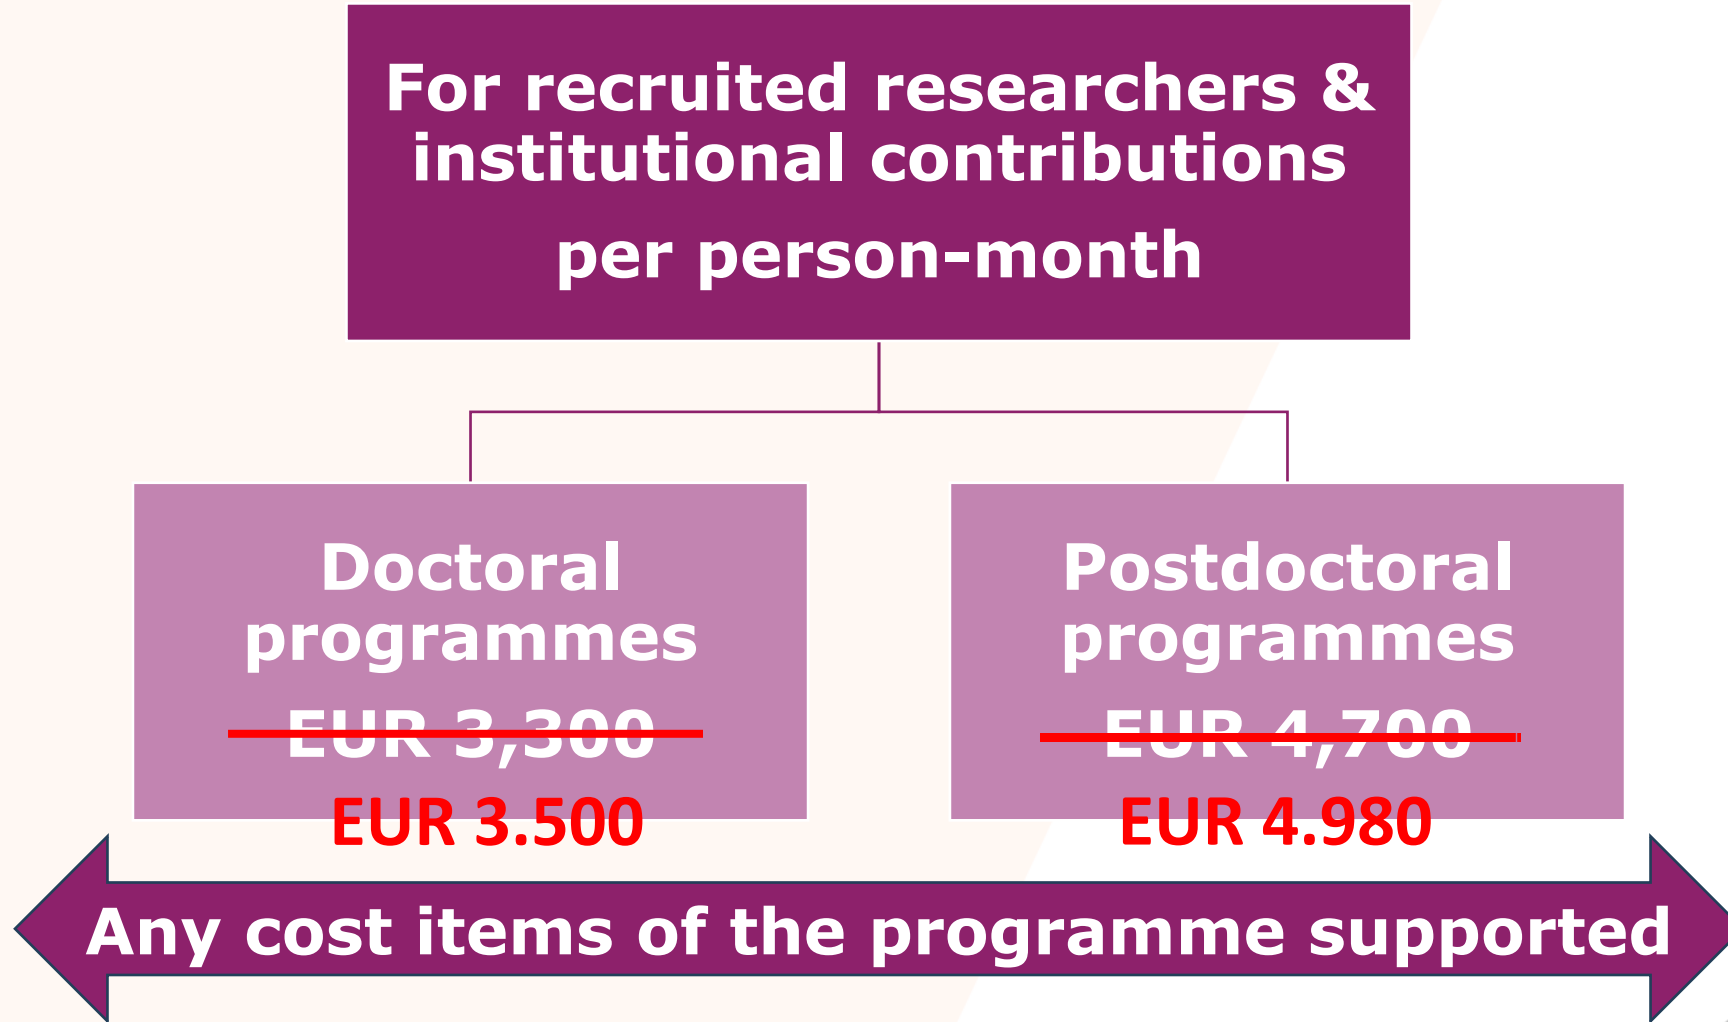 For recruited researchers &
institutional contributions
per person-month
Doctoral
programmes
EUR 3,300
EUR 3.500
Postdoctoral
programmes
EUR 4,700
EUR 4.980
Any cost items of the programme supported